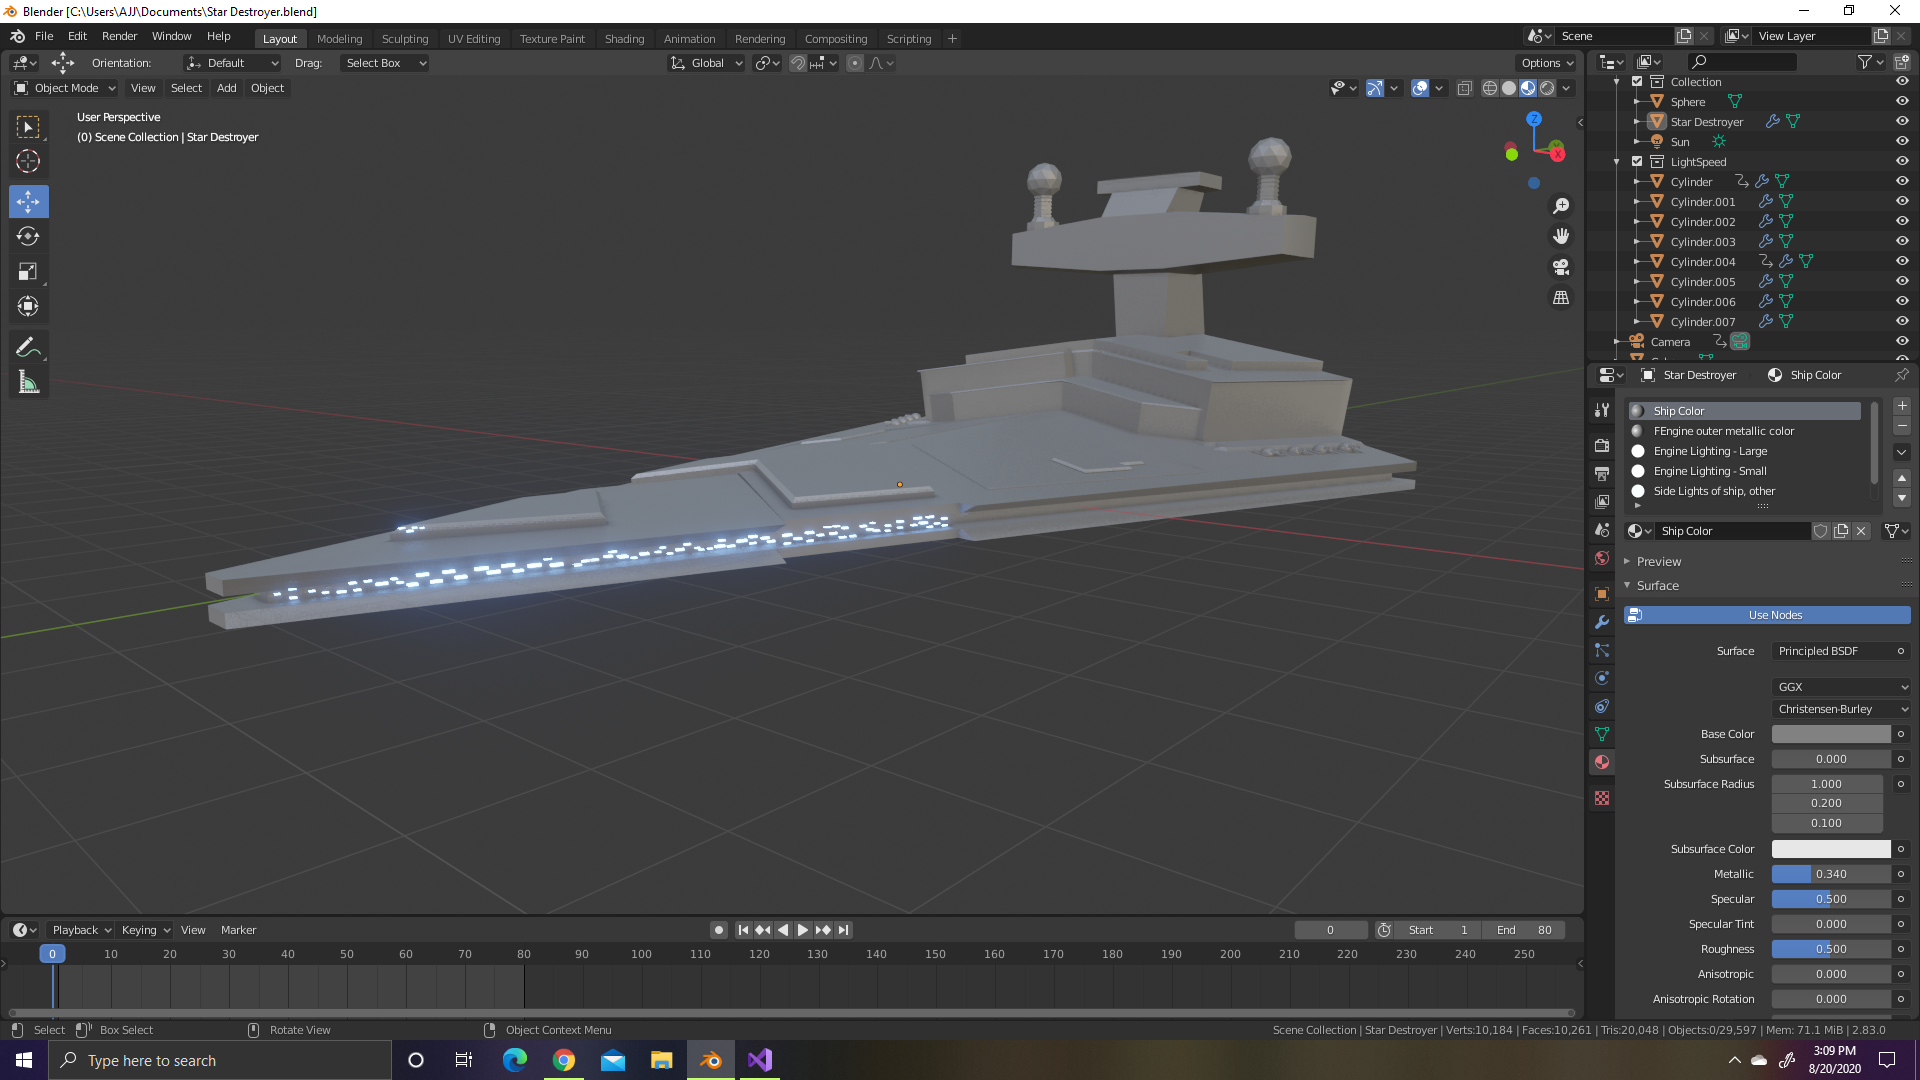 Blender [C:\Users\AJJ\Documents\Star Destroyer.blend]
File Edit Render Window Help Layout Modeling Sculpting UV Editing Texture Paint Shading Animation Rendering Compositing Scripting Scene View Layer
Orientation: Default Drag: Select Box Global Options
Object Mode View Select Add Object
User Perspective
(0) Scene Collection | Star Destroyer
Z
X
Collection
Sphere
Star Destroyer
Sun
LightSpeed
Cylinder
Cylinder.001
Cylinder.002
Cylinder.003
Cylinder.004
Cylinder.005
Cylinder.006
Cylinder.007
Camera
Star Destroyer Ship Color
Ship Color
FEngine outer metallic color
Engine Lighting - Large
Engine Lighting - Small
Side Lights of ship, other
Ship Color
Preview
Surface
Use Nodes
Surface Principled BSDF
GGX
Christensen-Burley
Base Color
Subsurface 0.000
Subsurface Radius 1.000
0.200
0.100
Subsurface Color
Metallic 0.340
Specular 0.500
Specular Tint 0.000
Roughness 0.500
Anisotropic 0.000
Anisotropic Rotation 0.000
Playback Keying View Marker 0 Start 1 End 80
0 10 20 30 40 50 60 70 80 90 100 110 120 130 140 150 160 170 180 190 200 210 220 230 240 250
Select Box Select Rotate View Object Context Menu Scene Collection | Star Destroyer | Verts:10,184 | Faces:10,261 | Tris:20,048 | Objects:0/29,597 | Mem: 71.1 MiB | 2.83.0
Type here to search
3:09 PM
8/20/2020